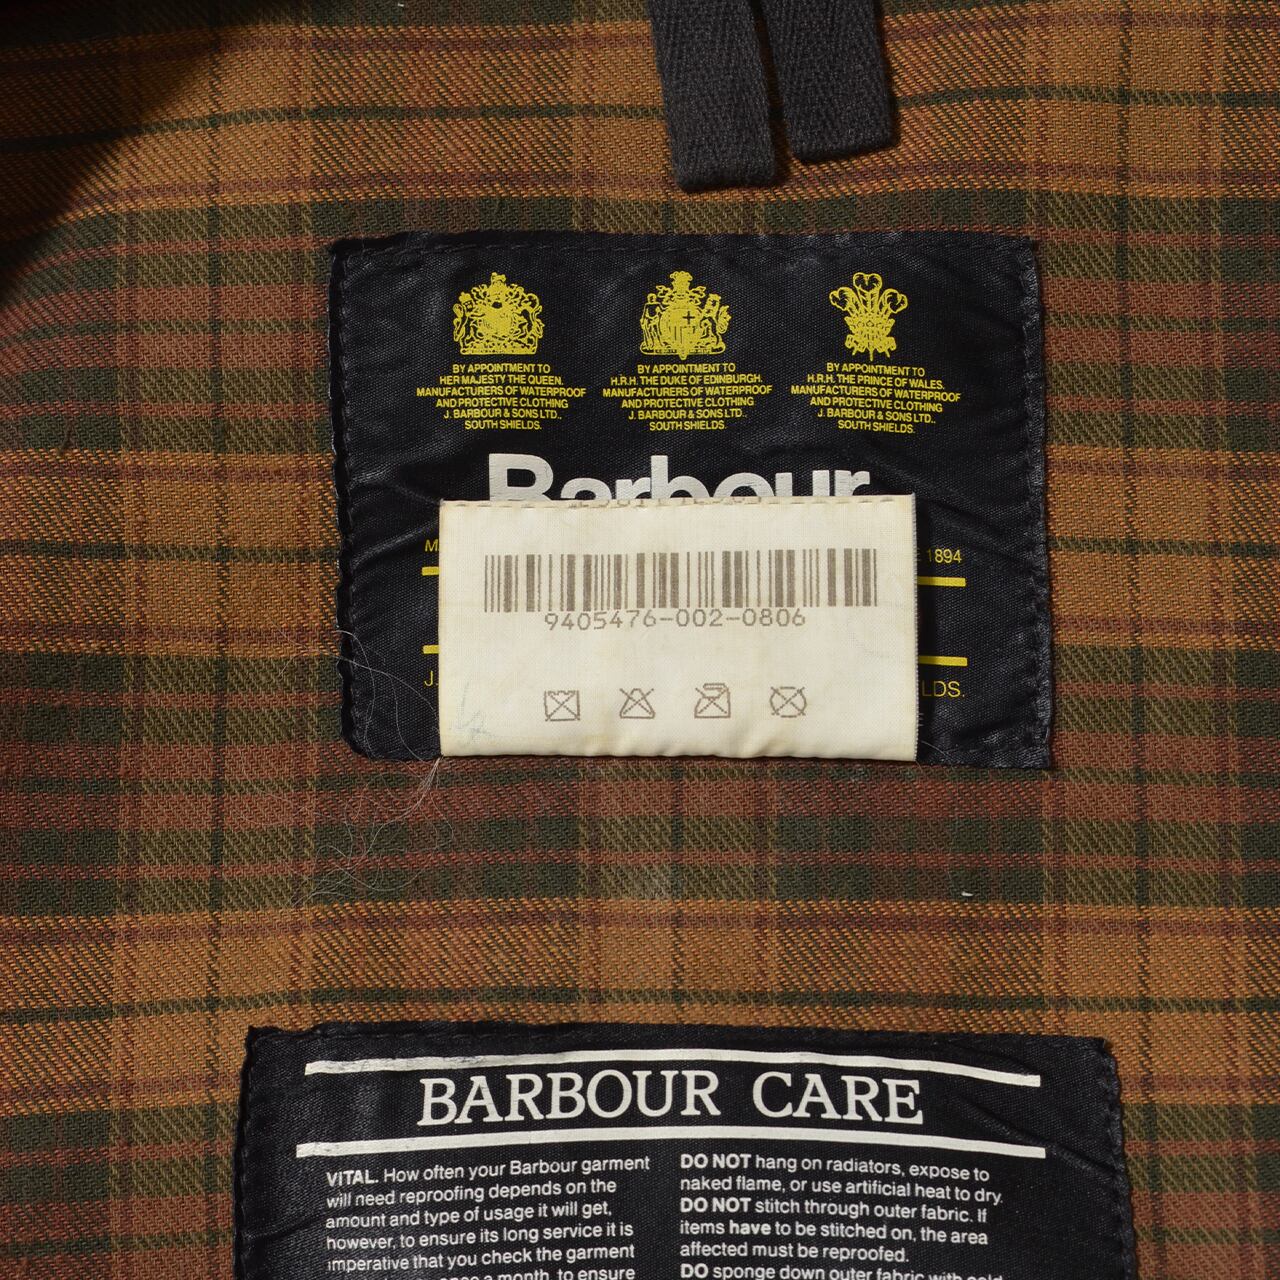 BY APPOINTMENT TO
HER MAJESTY THE QUEEN.
MANUFACTURERS OF WATERPROOF
AND PROTECTIVE CLOTHING
J. BARBOUR & SONS LTD.,
SOUTH SHIELDS.
BY APPOINTMENT TO
H.R.H. THE DUKE OF EDINBURGH.
MANUFACTURERS OF WATERPROOF
AND PROTECTIVE CLOTHING
J. BARBOUR & SONS LTD..
SOUTH SHIELDS.
BY APPOINTMENT TO
H.R.H. THE PRINCE OF WALES.
MANUFACTURERS OF WATERPROOF
AND PROTECTIVE CLOTHING
J. BARBOUR & SONS LTD.,
SOUTH SHIELDS.
Barbour
1894
9405476-002-0806
J.
LDS.
BARBOUR CARE
VITAL. How often your Barbour garment
will need reproofing depends on the
amount and type of usage it will get,
however, to ensure its long service it is
imperative that you check the garment
once a month, to ensure
DO NOT hang on radiators, expose to
naked flame, or use artificial heat to dry.
DO NOT stitch through outer fabric. If
items have to be stitched on, the area
affected must be reproofed.
DO sponge down outer fabric with cold